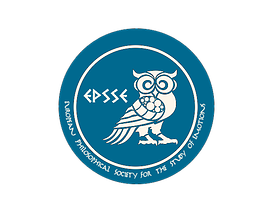 EPSSE
EUROPEAN PHILOSOPHICAL SOCIETY FOR THE STUDY OF EMOTIONS